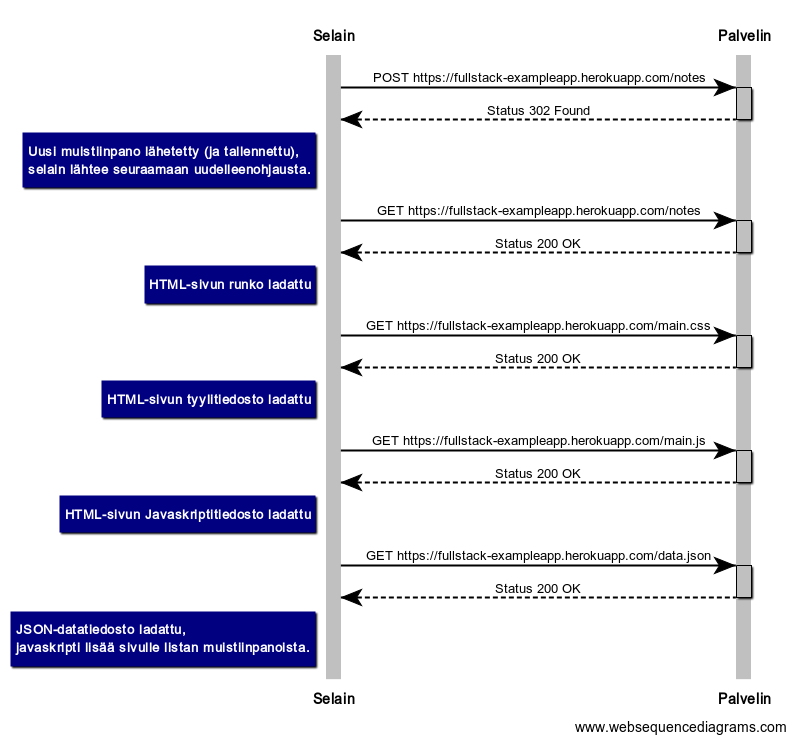 Selain
Palvelin
POST https://fullstack-exampleapp.herokuapp.com/notes
Status 302 Found
Uusi muistiinpano lähetetty (ja tallennettu),
selain lähtee seuraamaan uudelleenohjausta.
GET https://fullstack-exampleapp.herokuapp.com/notes
Status 200 OK
HTML-sivun runko ladattu
GET https://fullstack-exampleapp.herokuapp.com/main.css
Status 200 OK
HTML-sivun tyylitiedosto ladattu
GET https://fullstack-exampleapp.herokuapp.com/main.js
Status 200 OK
HTML-sivun Javaskriptitiedosto ladattu
GET https://fullstack-exampleapp.herokuapp.com/data.json
Status 200 OK
JSON-datatiedosto ladattu,
javaskripti lisää sivulle listan muistiinpanoista.
Selain
Palvelin
www.websequencediagrams.com